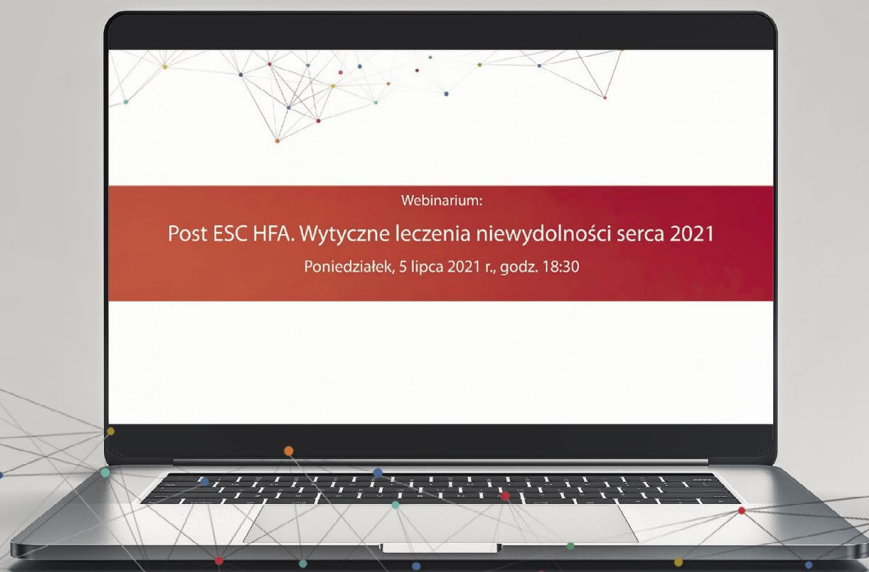 Webinarium:
Post ESC HFA. Wytyczne leczenia niewydolności serca 2021
Poniedziałek, 5 lipca 2021 r., godz. 18:30